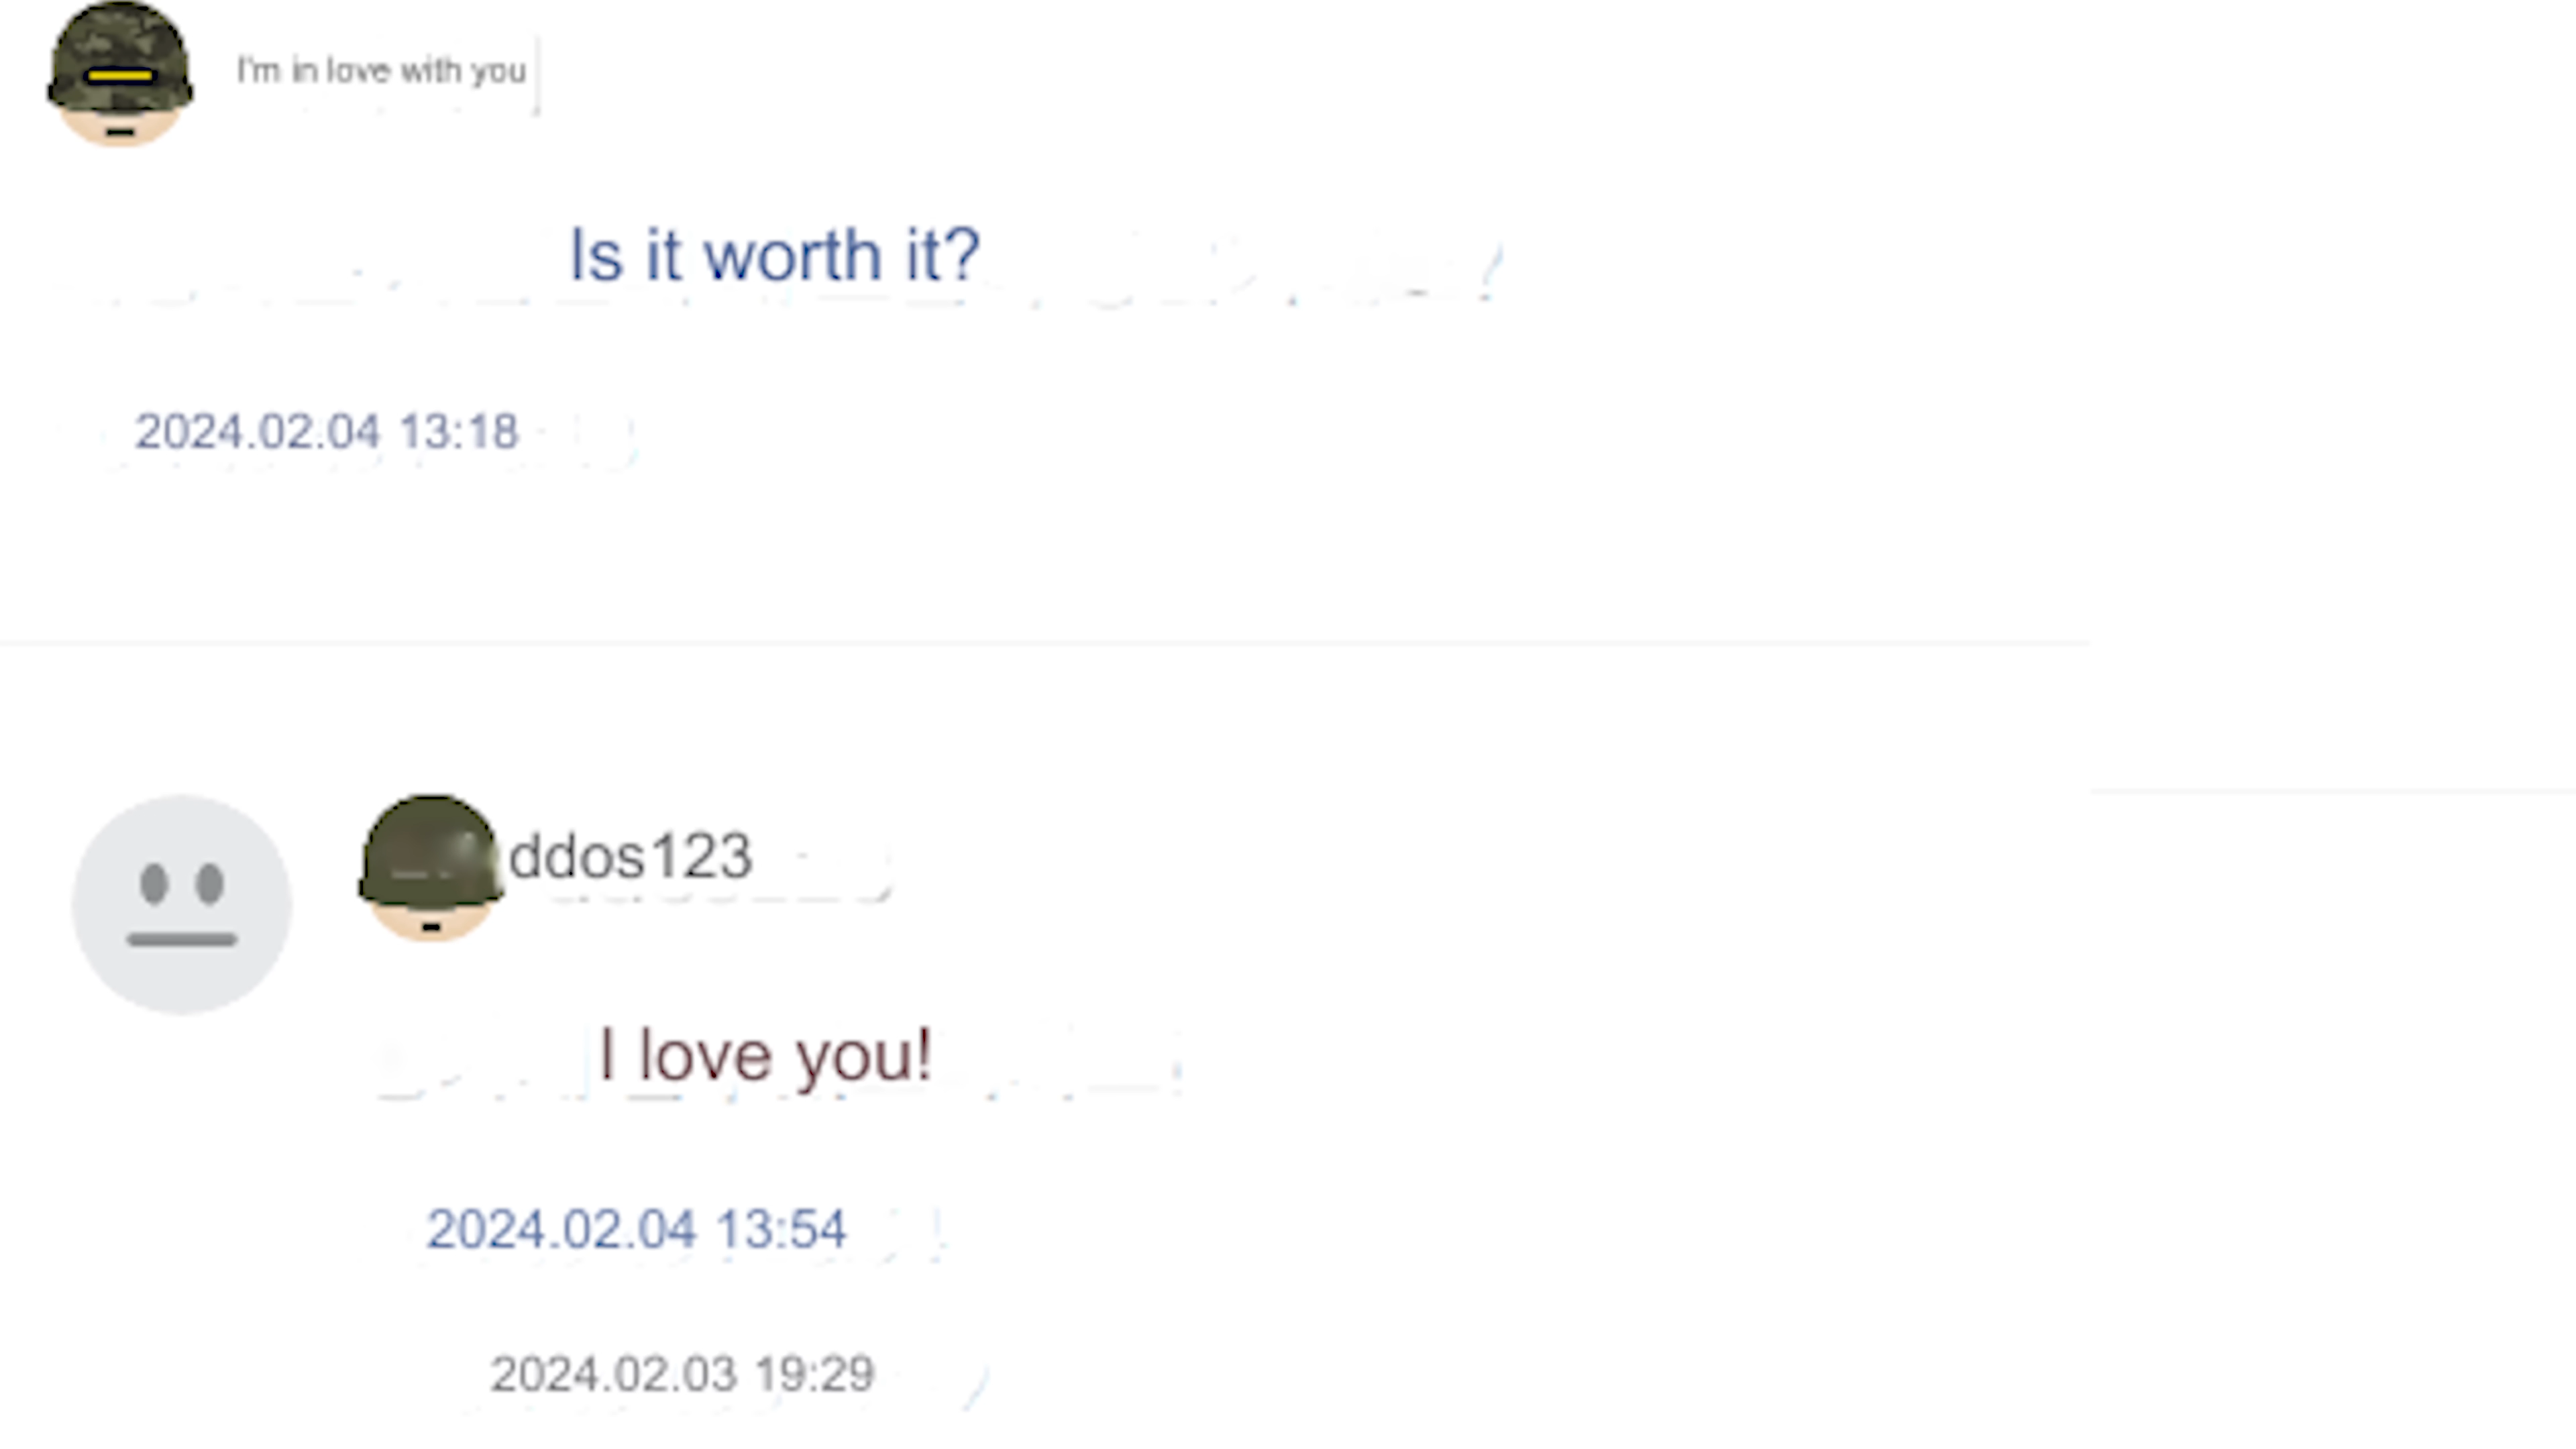 I'm in love with you
Is it worth it?
2024.02.04 13:18
ddos123
I love you!
2024.02.04 13:54
2024.02.03 19:29